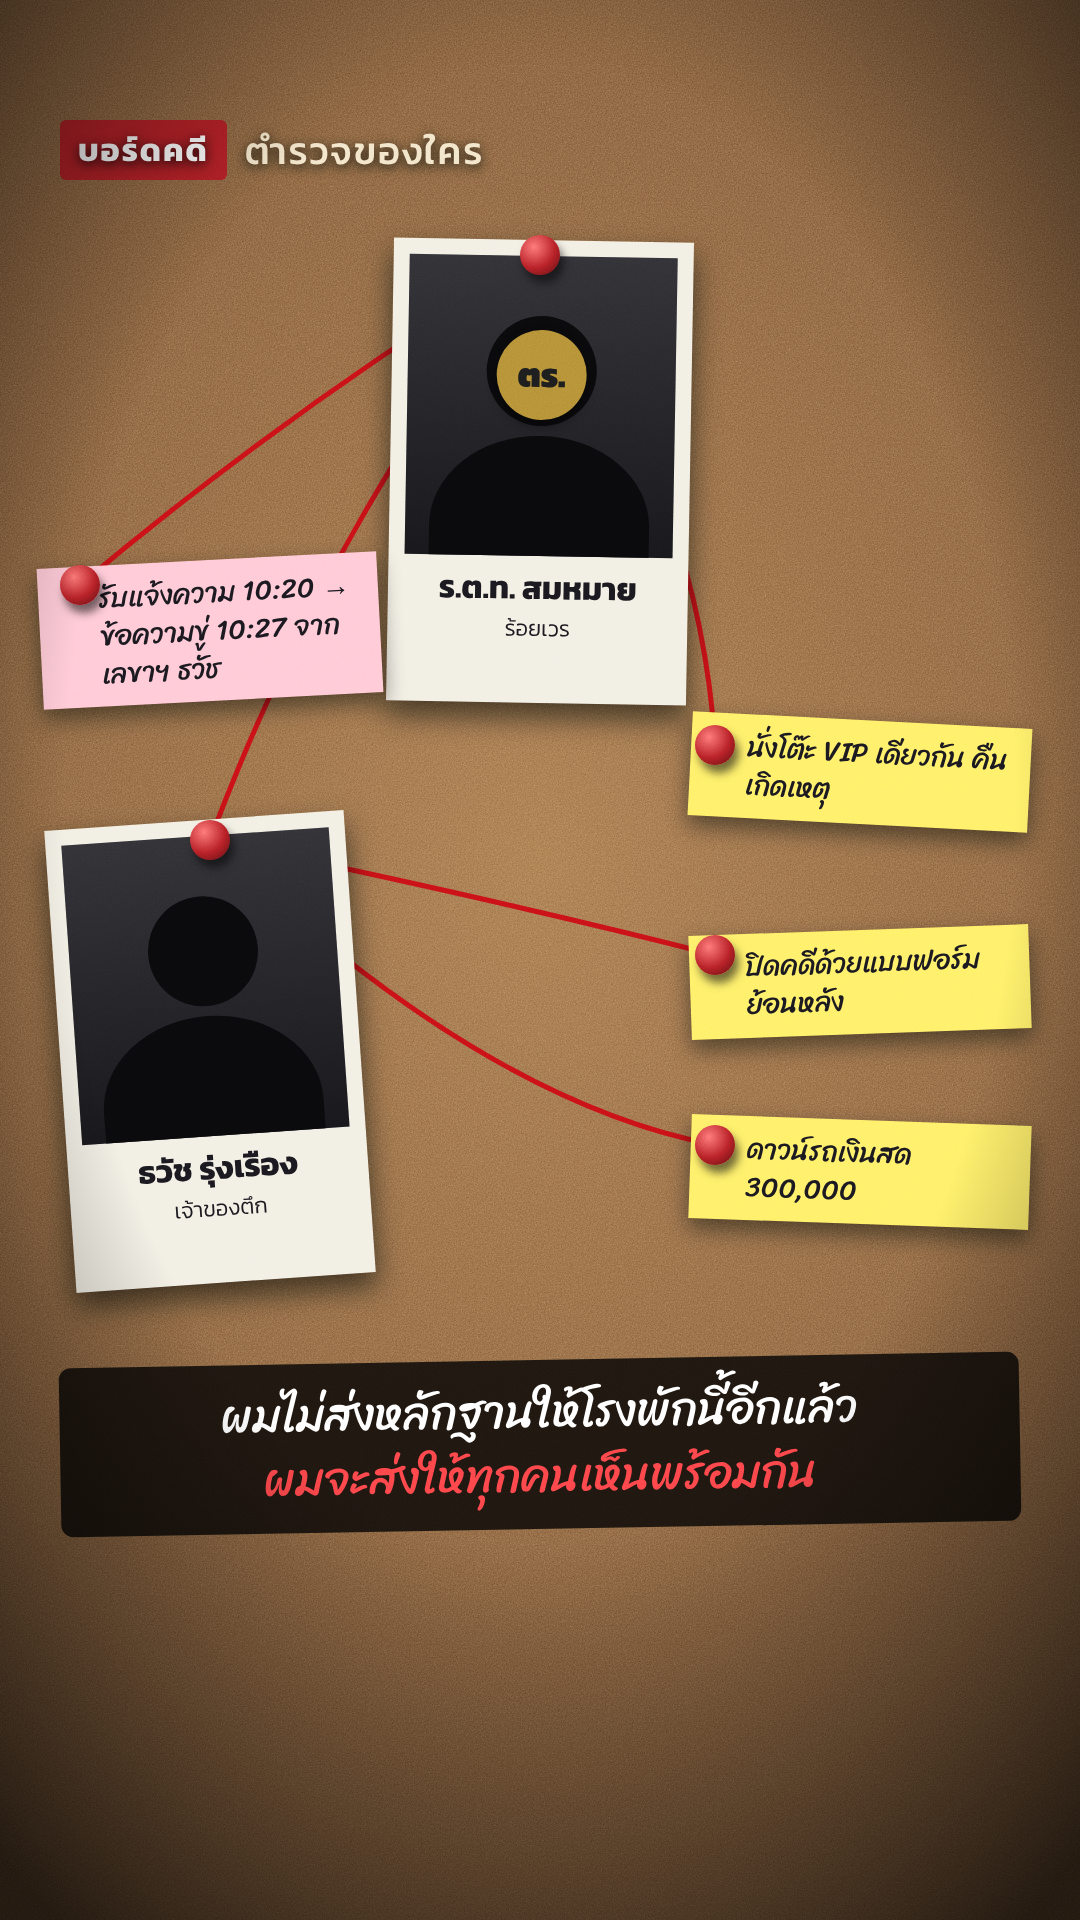 บอร์ดคดี ตำรวจของใคร
ตร.
ร.ต.ท. สมหมาย
ร้อยเวร
รับแจ้งความ 10:20 →
ข้อความขู่ 10:27 จาก
เลขาฯ ธวัช
นั่งโต๊ะ VIP เดียวกัน คืน
เกิดเหตุ
ธวัช รุ่งเรือง
เจ้าของตึก
ปิดคดีด้วยแบบฟอร์ม
ย้อนหลัง
ดาวน์รถเงินสด
300,000
ผมไม่ส่งหลักฐานให้โรงพักนี้อีกแล้ว
ผมจะส่งให้ทุกคนเห็นพร้อมกัน